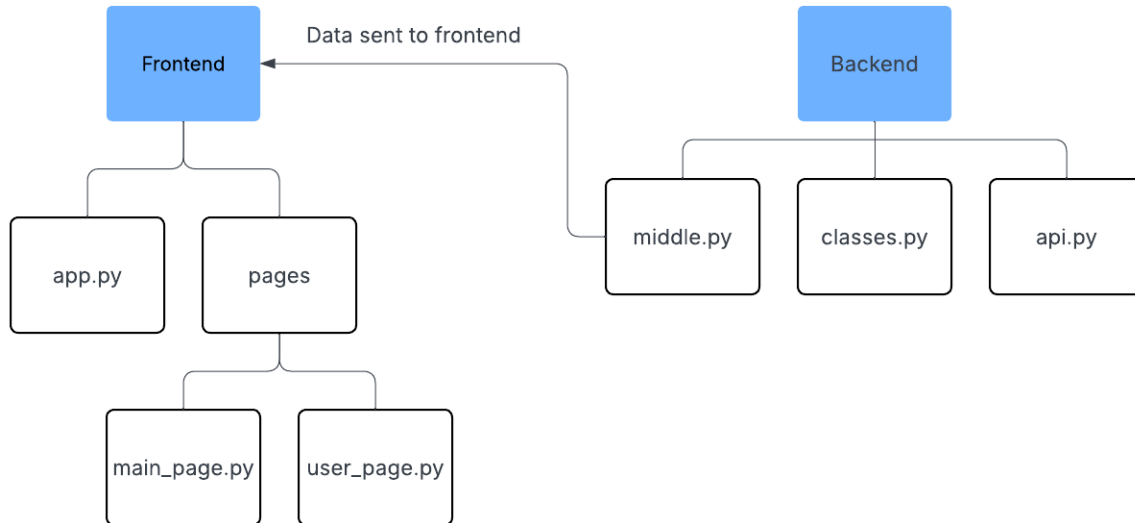 Frontend
Data sent to frontend
Backend
app.py
pages
middle.py
classes.py
api.py
main_page.py
user_page.py